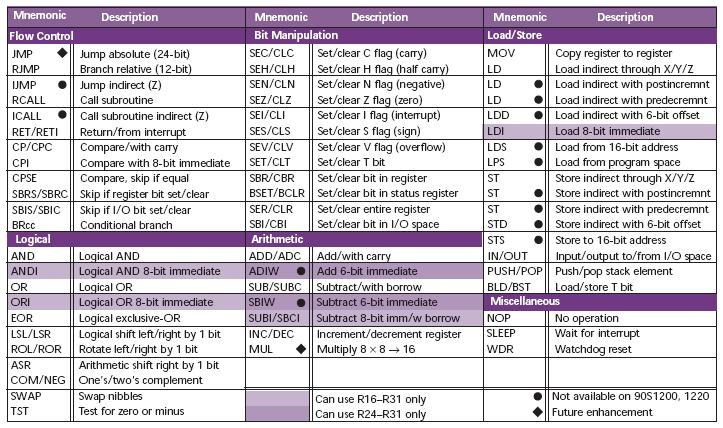 Mnemonic Description Mnemonic Description Mnemonic Description
Flow Control Bit Manipulation Load/Store
JMP ◆ Jump absolute (24-bit) SEC/CLC Set/clear C flag (carry) MOV Copy register to register
RJMP Branch relative (12-bit) SEH/CLH Set/clear H flag (half carry) LD Load indirect through X/Y/Z
IJMP ● Jump indirect (Z) SEN/CLN Set/clear N flag (negative) LD ● Load indirect with postincremnt
RCALL Call subroutine SEZ/CLZ Set/clear Z flag (zero) LD ● Load indirect with predecremnt
ICALL ● Call subroutine indirect (Z) SEI/CLI Set/clear I flag (interrupt) LDD ● Load indirect with 6-bit offset
RET/RETI Return/from interrupt SES/CLS Set/clear S flag (sign) LDI Load 8-bit immediate
CP/CPC Compare/with carry SEV/CLV Set/clear V flag (overflow) LDS ● Load from 16-bit address
CPI Compare with 8-bit immediate SET/CLT Set/clear T bit LPS ● Load from program space
CPSE Compare, skip if equal SBR/CBR Set/clear bit in register ST Store indirect through X/Y/Z
SBRS/SBRC Skip if register bit set/clear BSET/BCLR Set/clear bit in status register ST ● Store indirect with postincremnt
SBIS/SBIC Skip if I/O bit set/clear SER/CLR Set/clear entire register ST ● Store indirect with predecremnt
BRcc Conditional branch SBI/CBI Set/clear bit in I/O space STD ● Store indirect with 6-bit offset
Logical Arithmetic STS ● Store to 16-bit address
AND Logical AND ADD/ADC Add/with carry IN/OUT Input/output to/from I/O space
ANDI Logical AND 8-bit immediate ADIW ● Add 6-bit immediate PUSH/POP Push/pop stack element
OR Logical OR SUB/SUBC Subtract/with borrow BLD/BST Load/store T bit
ORI Logical OR 8-bit immediate SBIW ● Subtract 6-bit immediate Miscellaneous
EOR Logical exclusive-OR SUBI/SBCI Subtract 8-bit imm/w borrow NOP No operation
LSL/LSR Logical shift left/right by 1 bit INC/DEC Increment/decrement register SLEEP Wait for interrupt
ROL/ROR Rotate left/right by 1 bit MUL ◆ Multiply 8 × 8 → 16 WDR Watchdog reset
ASR Arithmetic shift right by 1 bit
COM/NEG One's/two's complement
SWAP Swap nibbles Can use R16–R31 only ● Not available on 90S1200, 1220
TST Test for zero or minus Can use R24–R31 only ◆ Future enhancement